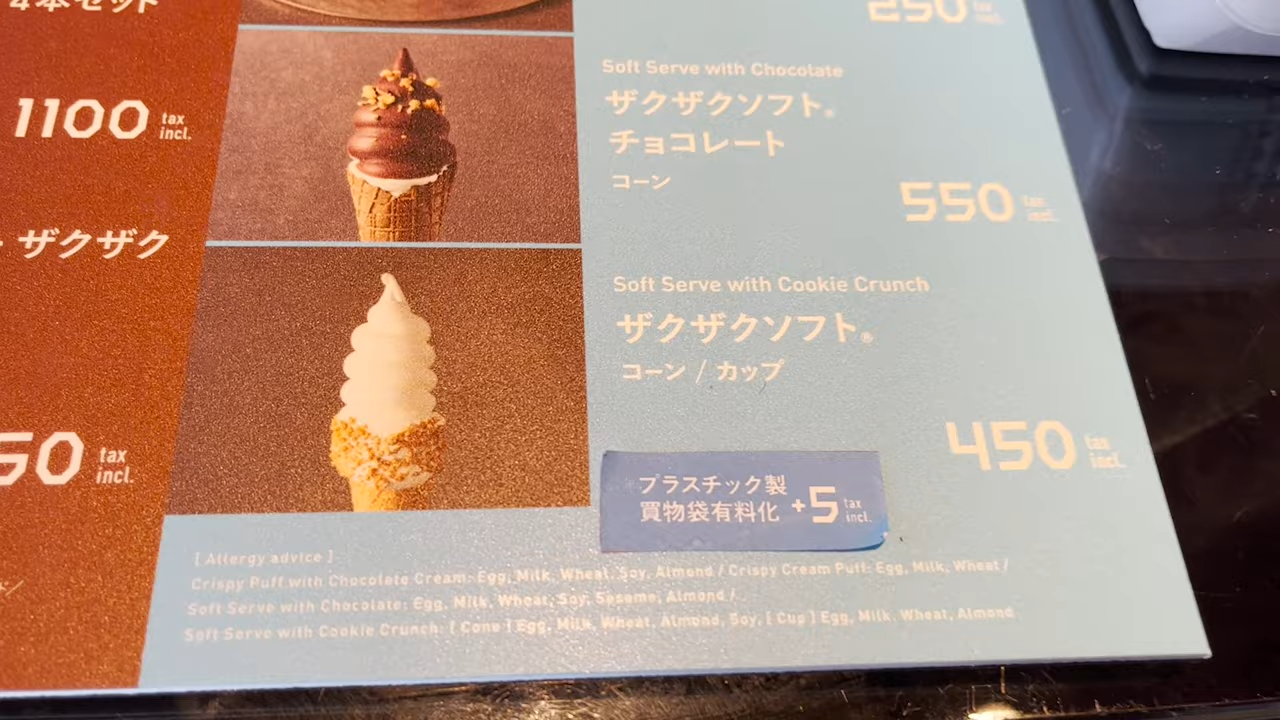 4本セット
1100 tax incl.
ザクザク
50 tax incl.
250 tax incl.
Soft Serve with Chocolate
ザクザクソフト®
チョコレート
コーン
550 tax incl.
Soft Serve with Cookie Crunch
ザクザクソフト®
コーン / カップ
450 tax incl.
プラスチック製
買物袋有料化 +5 tax incl.
[ Allergy advice ]
Crispy Puff with Chocolate Cream: Egg, Milk, Wheat, Soy, Almond / Crispy Cream Puff: Egg, Milk, Wheat /
Soft Serve with Chocolate: Egg, Milk, Wheat, Soy, Sesame, Almond /
Soft Serve with Cookie Crunch: [ Cone ] Egg, Milk, Wheat, Almond, Soy, [ Cup ] Egg, Milk, Wheat, Almond